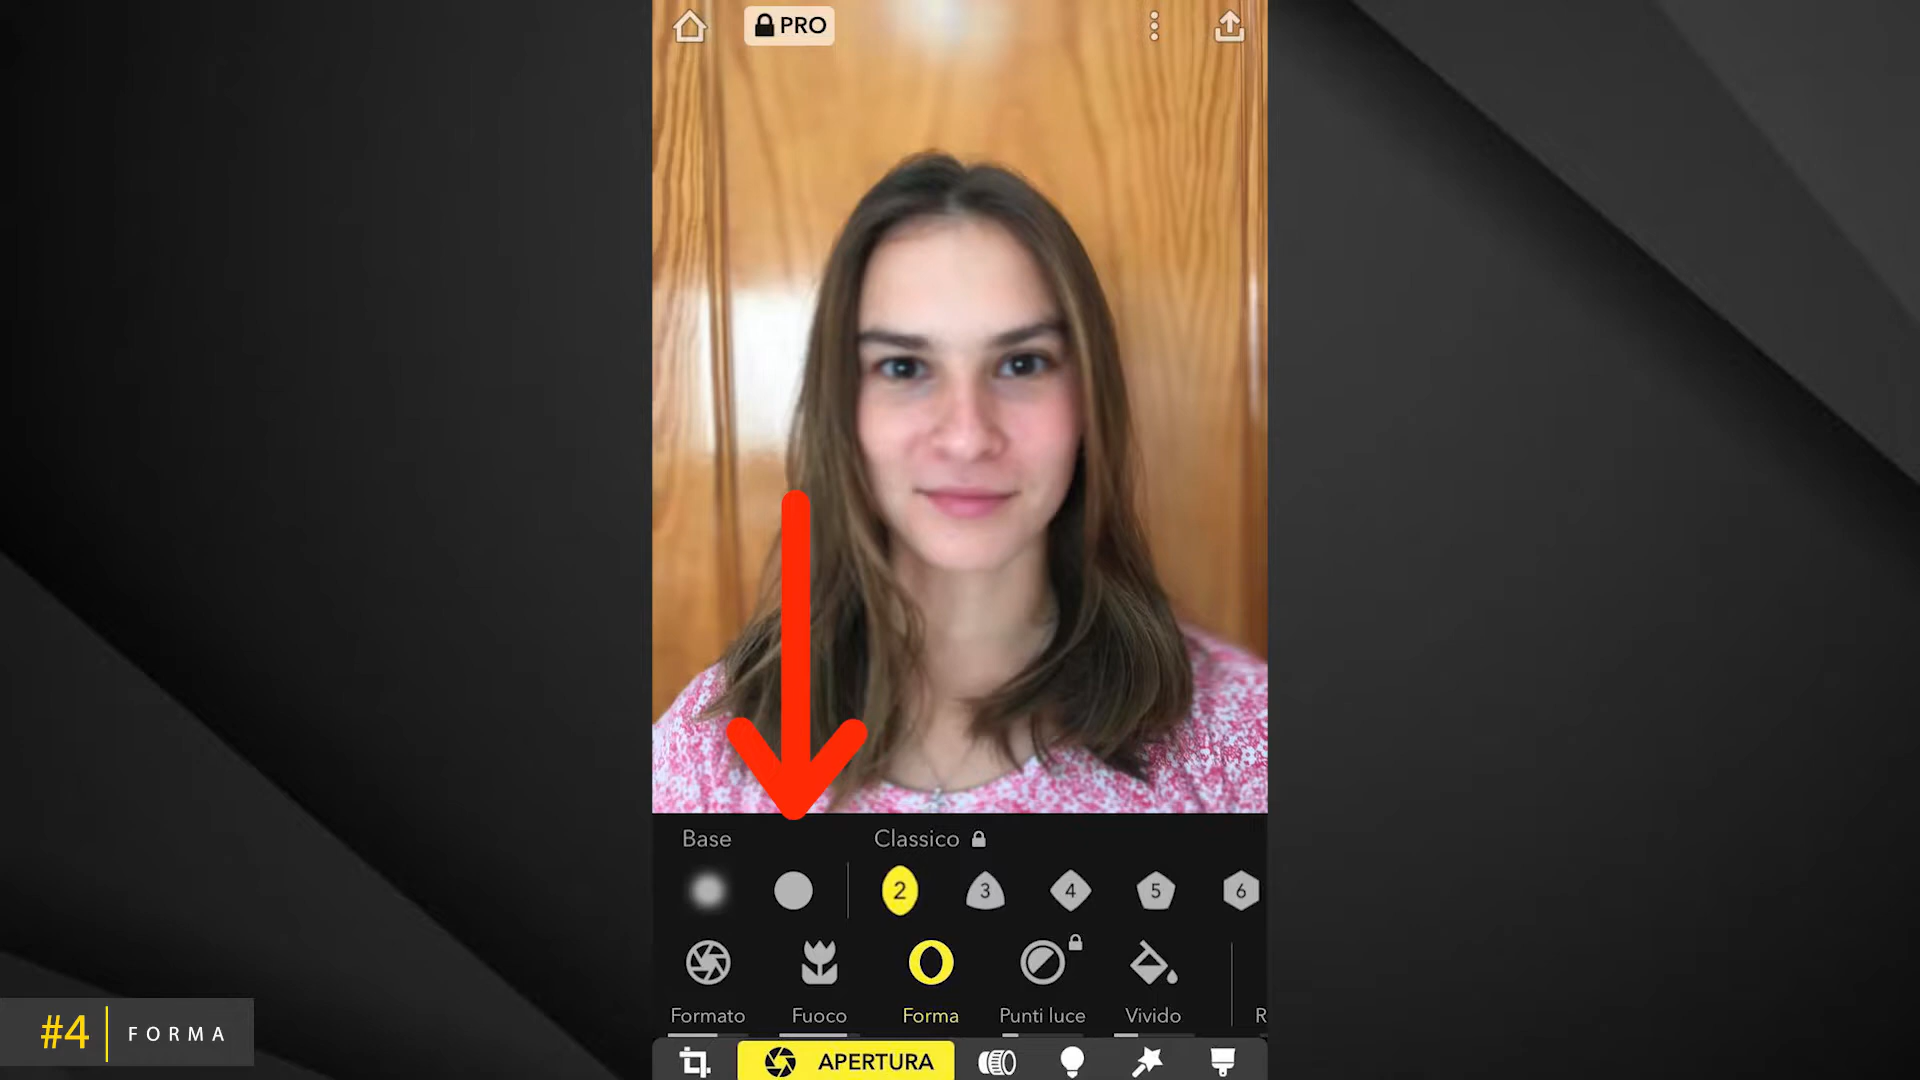 PRO
Base
Classico
2
3
4
5
6
Formato
Fuoco
Forma
Punti luce
Vivido
R
APERTURA
#4
FORMA